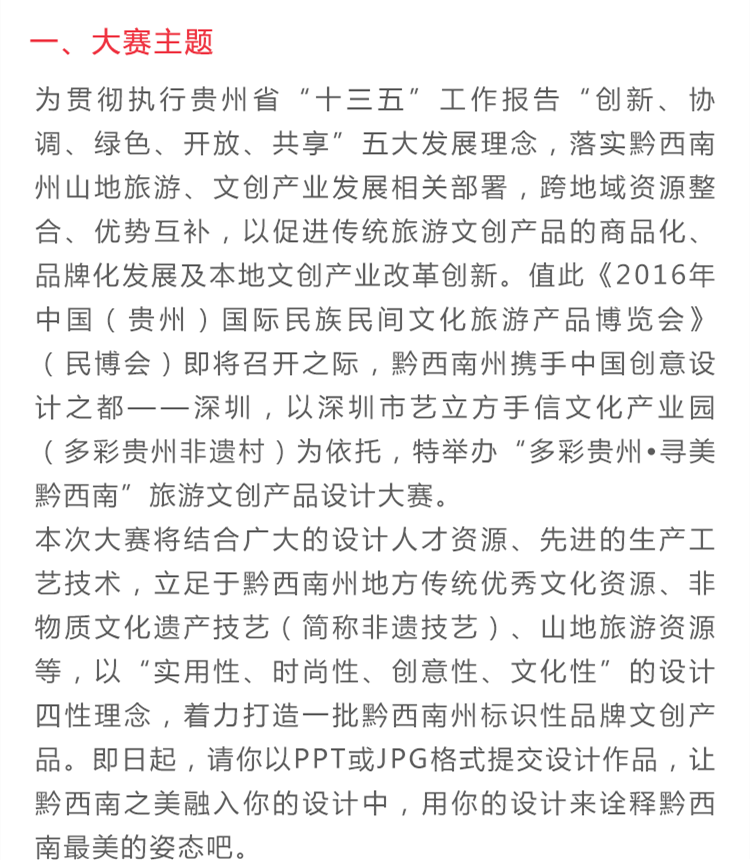 一、大赛主题
为贯彻执行贵州省“十三五”工作报告“创新、协
调、绿色、开放、共享”五大发展理念，落实黔西南
州山地旅游、文创产业发展相关部署，跨地域资源整
合、优势互补，以促进传统旅游文创产品的商品化、
品牌化发展及本地文创产业改革创新。值此《2016年
中国（贵州）国际民族民间文化旅游产品博览会》
（民博会）即将召开之际，黔西南州携手中国创意设
计之都——深圳，以深圳市艺立方手信文化产业园
（多彩贵州非遗村）为依托，特举办“多彩贵州•寻美
黔西南”旅游文创产品设计大赛。
本次大赛将结合广大的设计人才资源、先进的生产工
艺技术，立足于黔西南州地方传统优秀文化资源、非
物质文化遗产技艺（简称非遗技艺）、山地旅游资源
等，以“实用性、时尚性、创意性、文化性”的设计
四性理念，着力打造一批黔西南州标识性品牌文创产
品。即日起，请你以PPT或JPG格式提交设计作品，让
黔西南之美融入你的设计中，用你的设计来诠释黔西
南最美的姿态吧。